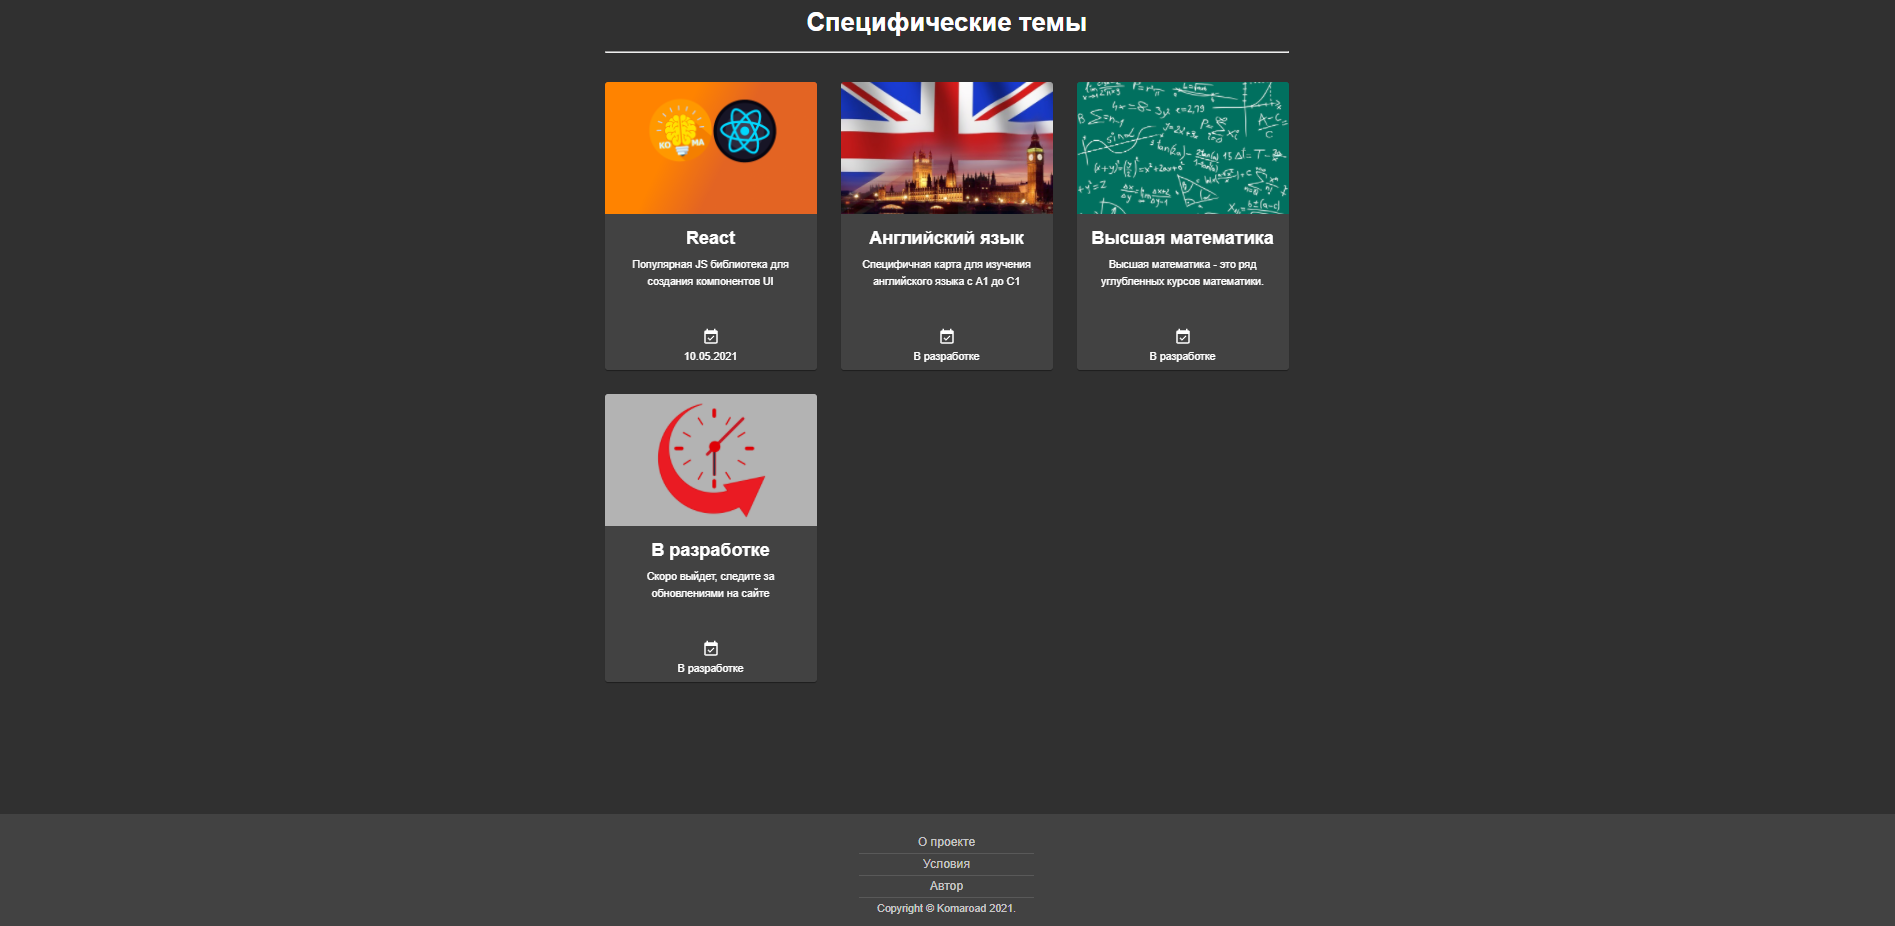 Специфические темы
КО МА
React
Популярная JS библиотека для
создания компонентов UI
10.05.2021
Английский язык
Специфичная карта для изучения
английского языка с A1 до C1
В разработке
Высшая математика
Высшая математика - это ряд
углубленных курсов математики.
В разработке
В разработке
Скоро выйдет, следите за
обновлениями на сайте
В разработке
О проекте
Условия
Автор
Copyright © Komaroad 2021.